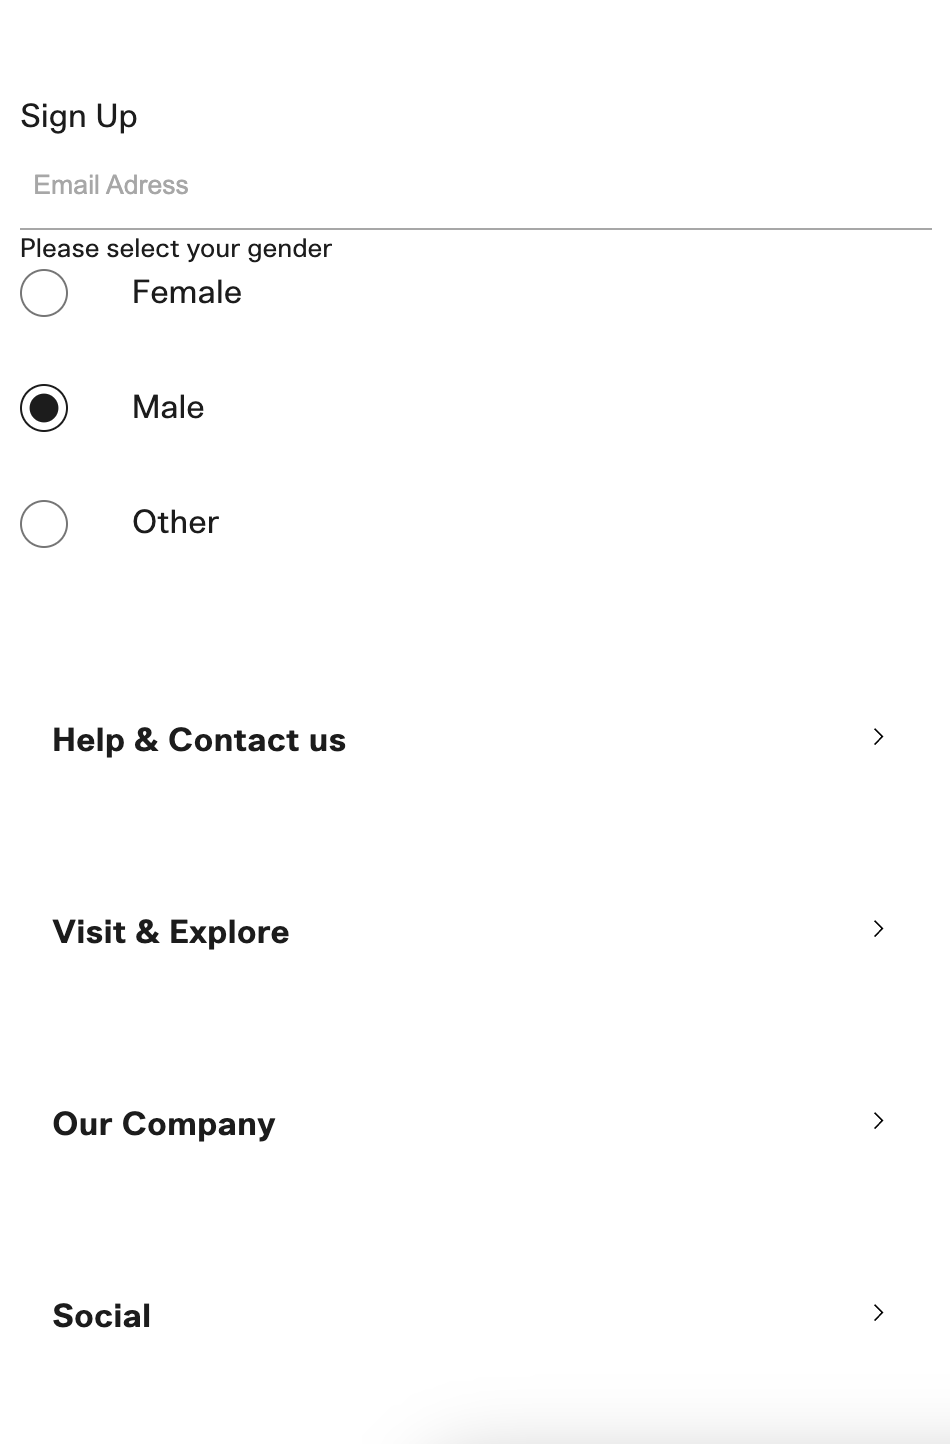 Sign Up
Email Adress
Please select your gender
Female
Male
Other
Help & Contact us
Visit & Explore
Our Company
Social